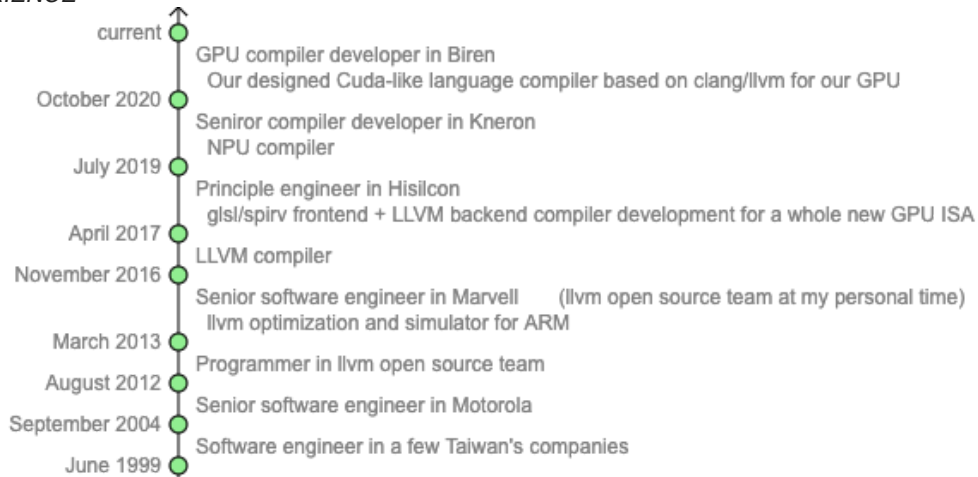 current
GPU compiler developer in Biren
Our designed Cuda-like language compiler based on clang/llvm for our GPU
October 2020
Seniror compiler developer in Kneron
NPU compiler
July 2019
Principle engineer in Hisilcon
glsl/spirv frontend + LLVM backend compiler development for a whole new GPU ISA
April 2017
LLVM compiler
November 2016
Senior software engineer in Marvell (llvm open source team at my personal time)
llvm optimization and simulator for ARM
March 2013
Programmer in llvm open source team
August 2012
Senior software engineer in Motorola
September 2004
Software engineer in a few Taiwan's companies
June 1999